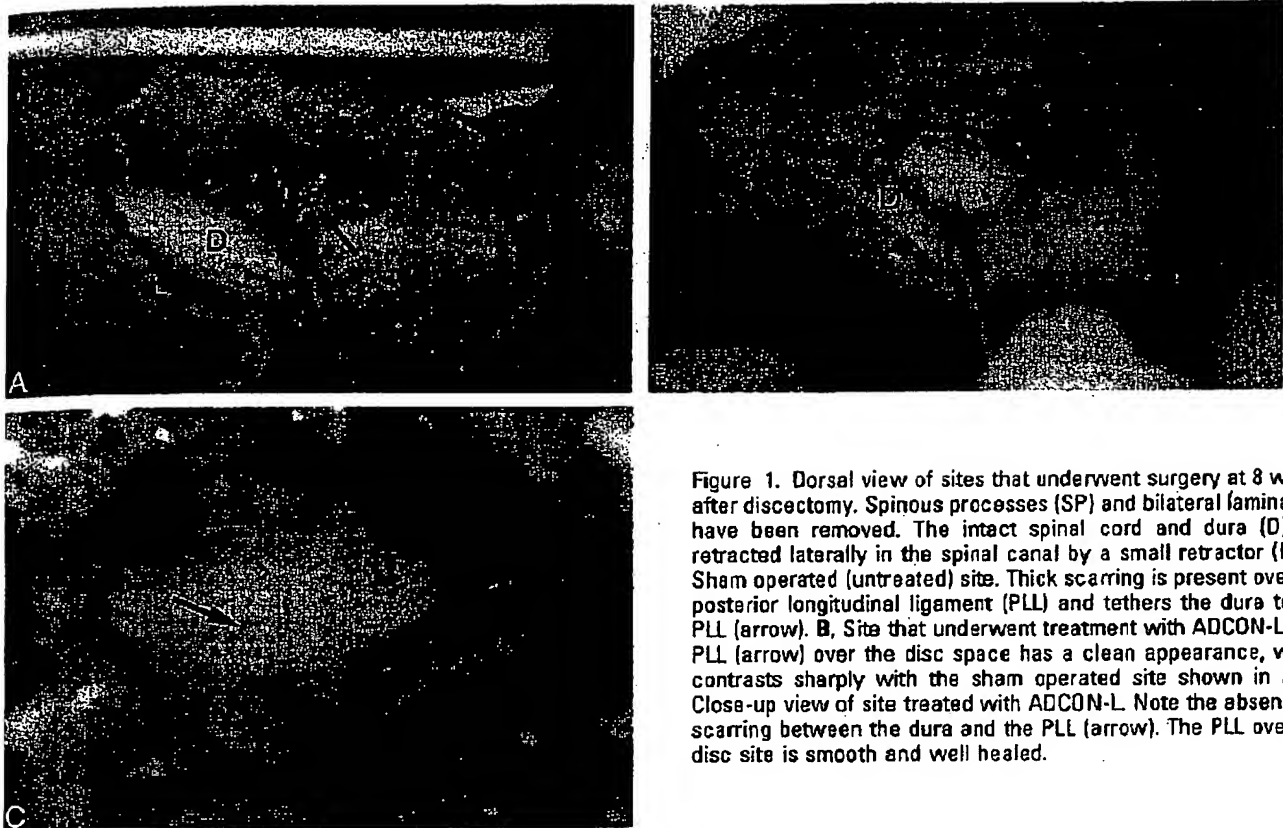 D
A
D
C
Figure 1. Dorsal view of sites that underwent surgery at 8 w
after discectomy. Spinous processes (SP) and bilateral lamina
have been removed. The intact spinal cord and dura (D
retracted laterally in the spinal canal by a small retractor (
Sham operated (untreated) site. Thick scarring is present ove
posterior longitudinal ligament (PLL) and tethers the dura t
PLL (arrow). B, Site that underwent treatment with ADCON-L
PLL (arrow) over the disc space has a clean appearance, w
contrasts sharply with the sham operated site shown in
Close-up view of site treated with ADCON-L. Note the absen
scarring between the dura and the PLL (arrow). The PLL ove
disc site is smooth and well healed.